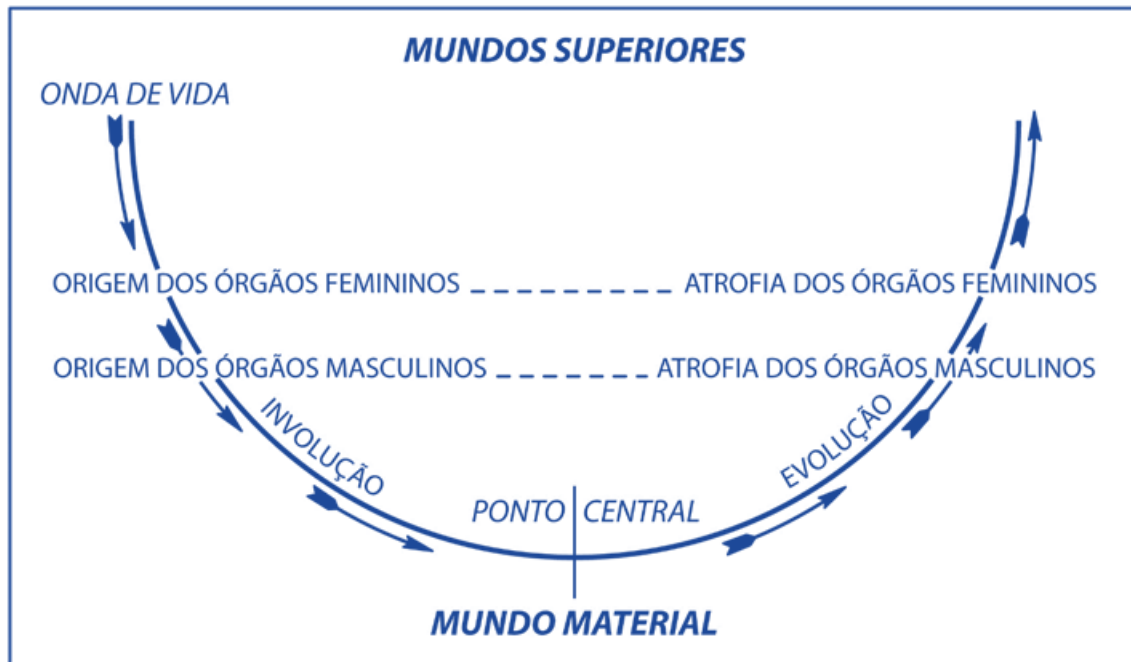 MUNDOS SUPERIORES
ONDA DE VIDA
ORIGEM DOS ÓRGÃOS FEMININOS
ATROFIA DOS ÓRGÃOS FEMININOS
ORIGEM DOS ÓRGÃOS MASCULINOS
ATROFIA DOS ÓRGÃOS MASCULINOS
INVOLUÇÃO
EVOLUÇÃO
PONTO CENTRAL
MUNDO MATERIAL